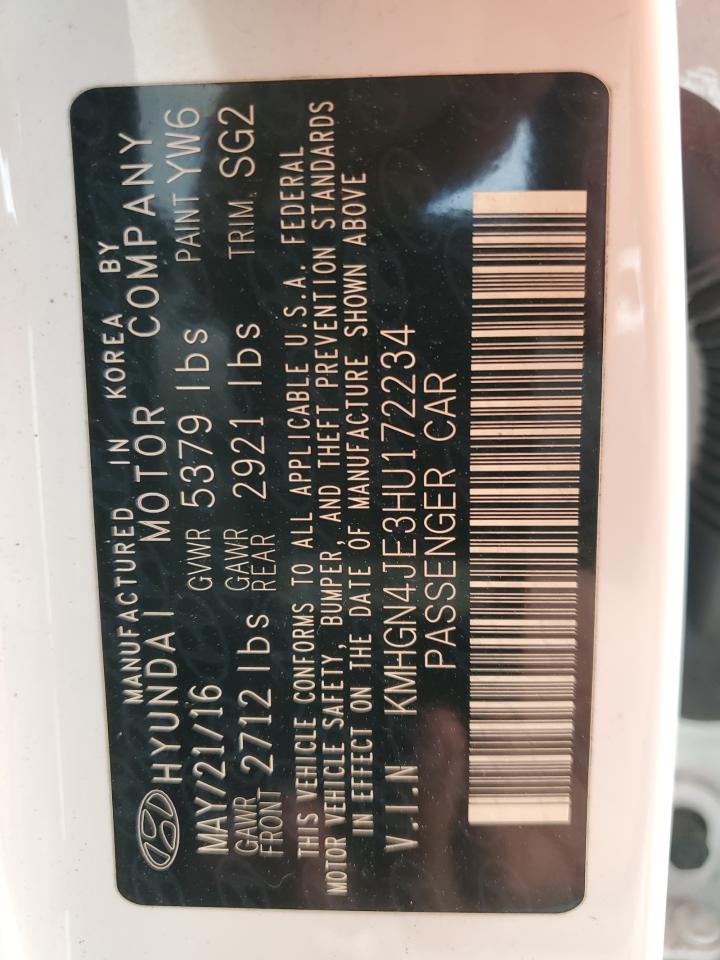 MANUFACTURED IN KOREA BY
HYUNDAI MOTOR COMPANY
MAY/21/16 GVWR 5379 lbs PAINT YW6
GAWR FRONT 2712 lbs GAWR REAR 2921 lbs TRIM SG2
THIS VEHICLE CONFORMS TO ALL APPLICABLE U.S.A. FEDERAL
MOTOR VEHICLE SAFETY, BUMPER, AND THEFT PREVENTION STANDARDS
IN EFFECT ON THE DATE OF MANUFACTURE SHOWN ABOVE
V.I.N KMHGN4JE3HU172234
PASSENGER CAR